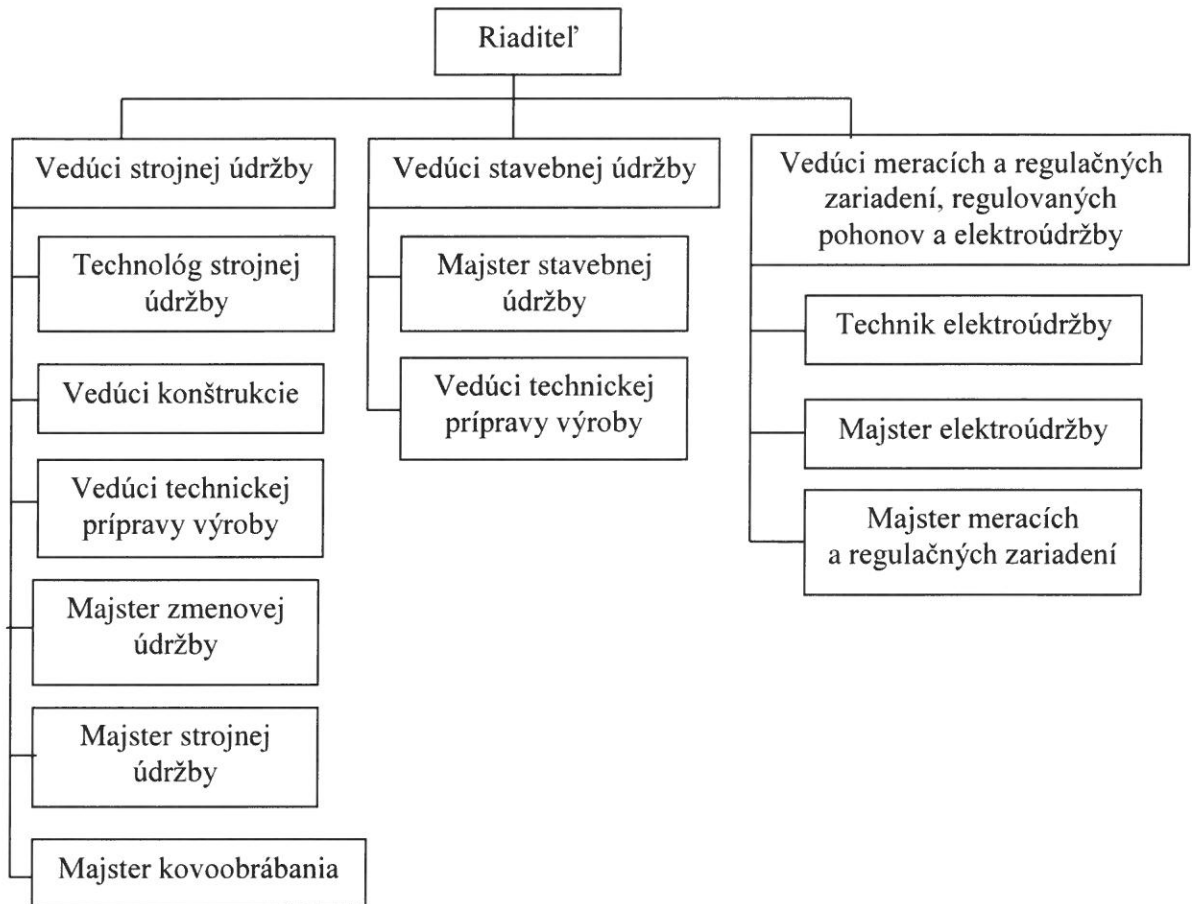 Riaditeľ
Vedúci strojnej údržby
Technológ strojnej
údržby
Vedúci konštrukcie
Vedúci technickej
prípravy výroby
Majster zmenovej
údržby
Majster strojnej
údržby
Majster kovoobrábania
Vedúci stavebnej údržby
Majster stavebnej
údržby
Vedúci technickej
prípravy výroby
Vedúci meracích a regulačných
zariadení, regulovaných
pohonov a elektroúdržby
Technik elektroúdržby
Majster elektroúdržby
Majster meracích
a regulačných zariadení